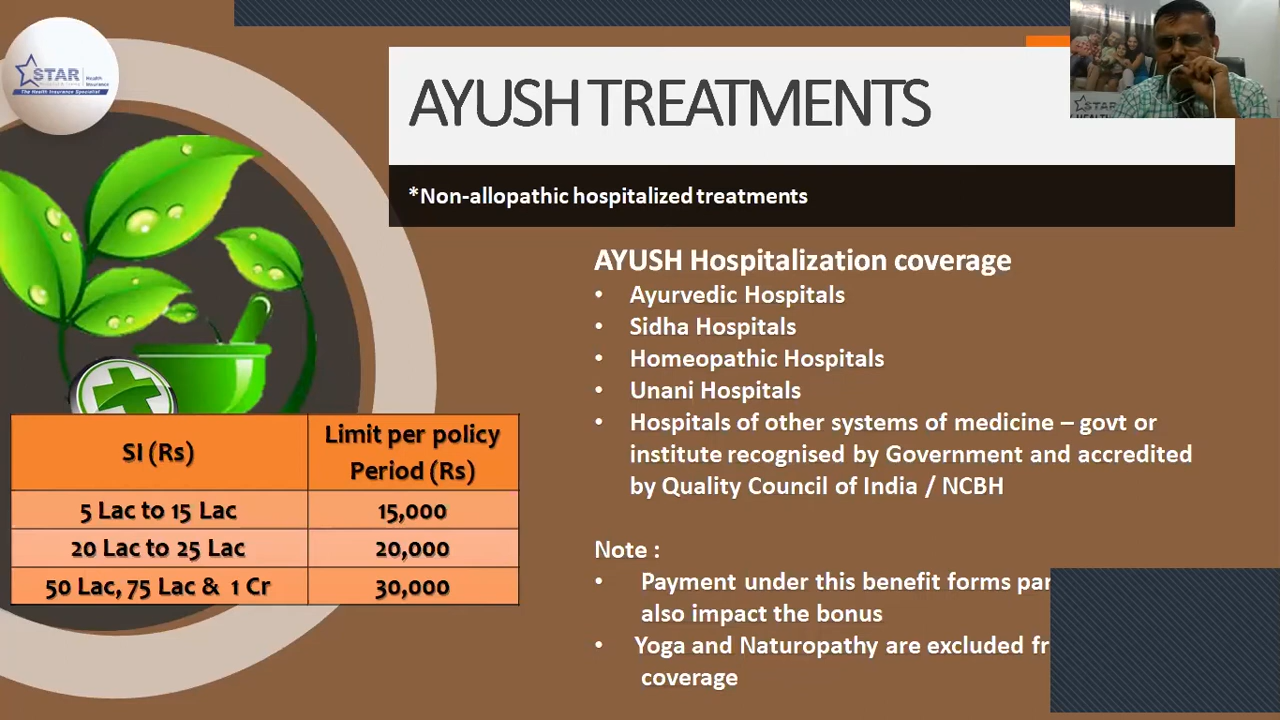 STAR
Health
Insurance
The Health Insurance Specialist
AYUSH TREATMENTS
STAR
HEALTH
*Non-allopathic hospitalized treatments
AYUSH Hospitalization coverage
• Ayurvedic Hospitals
• Sidha Hospitals
• Homeopathic Hospitals
• Unani Hospitals
• Hospitals of other systems of medicine – govt or
institute recognised by Government and accredited
by Quality Council of India / NCBH
Note :
• Payment under this benefit forms
also impact the bonus
• Yoga and Naturopathy are excluded
coverage
SI (Rs) Limit per policy Period (Rs)
5 Lac to 15 Lac 15,000
20 Lac to 25 Lac 20,000
50 Lac, 75 Lac & 1 Cr 30,000